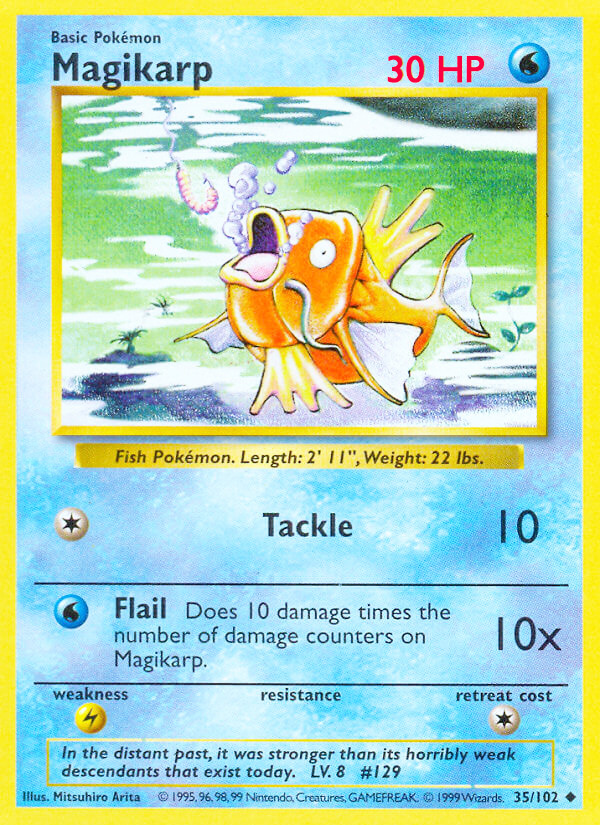 Basic Pokémon
Magikarp 30 HP
Fish Pokémon. Length: 2' 11", Weight: 22 lbs.
Tackle 10
Flail Does 10 damage times the
number of damage counters on
Magikarp.
10x
weakness resistance retreat cost
In the distant past, it was stronger than its horribly weak
descendants that exist today. LV. 8 #129
Illus. Mitsuhiro Arita © 1995, 96, 98, 99 Nintendo, Creatures, GAMEFREAK. © 1999 Wizards. 35/102